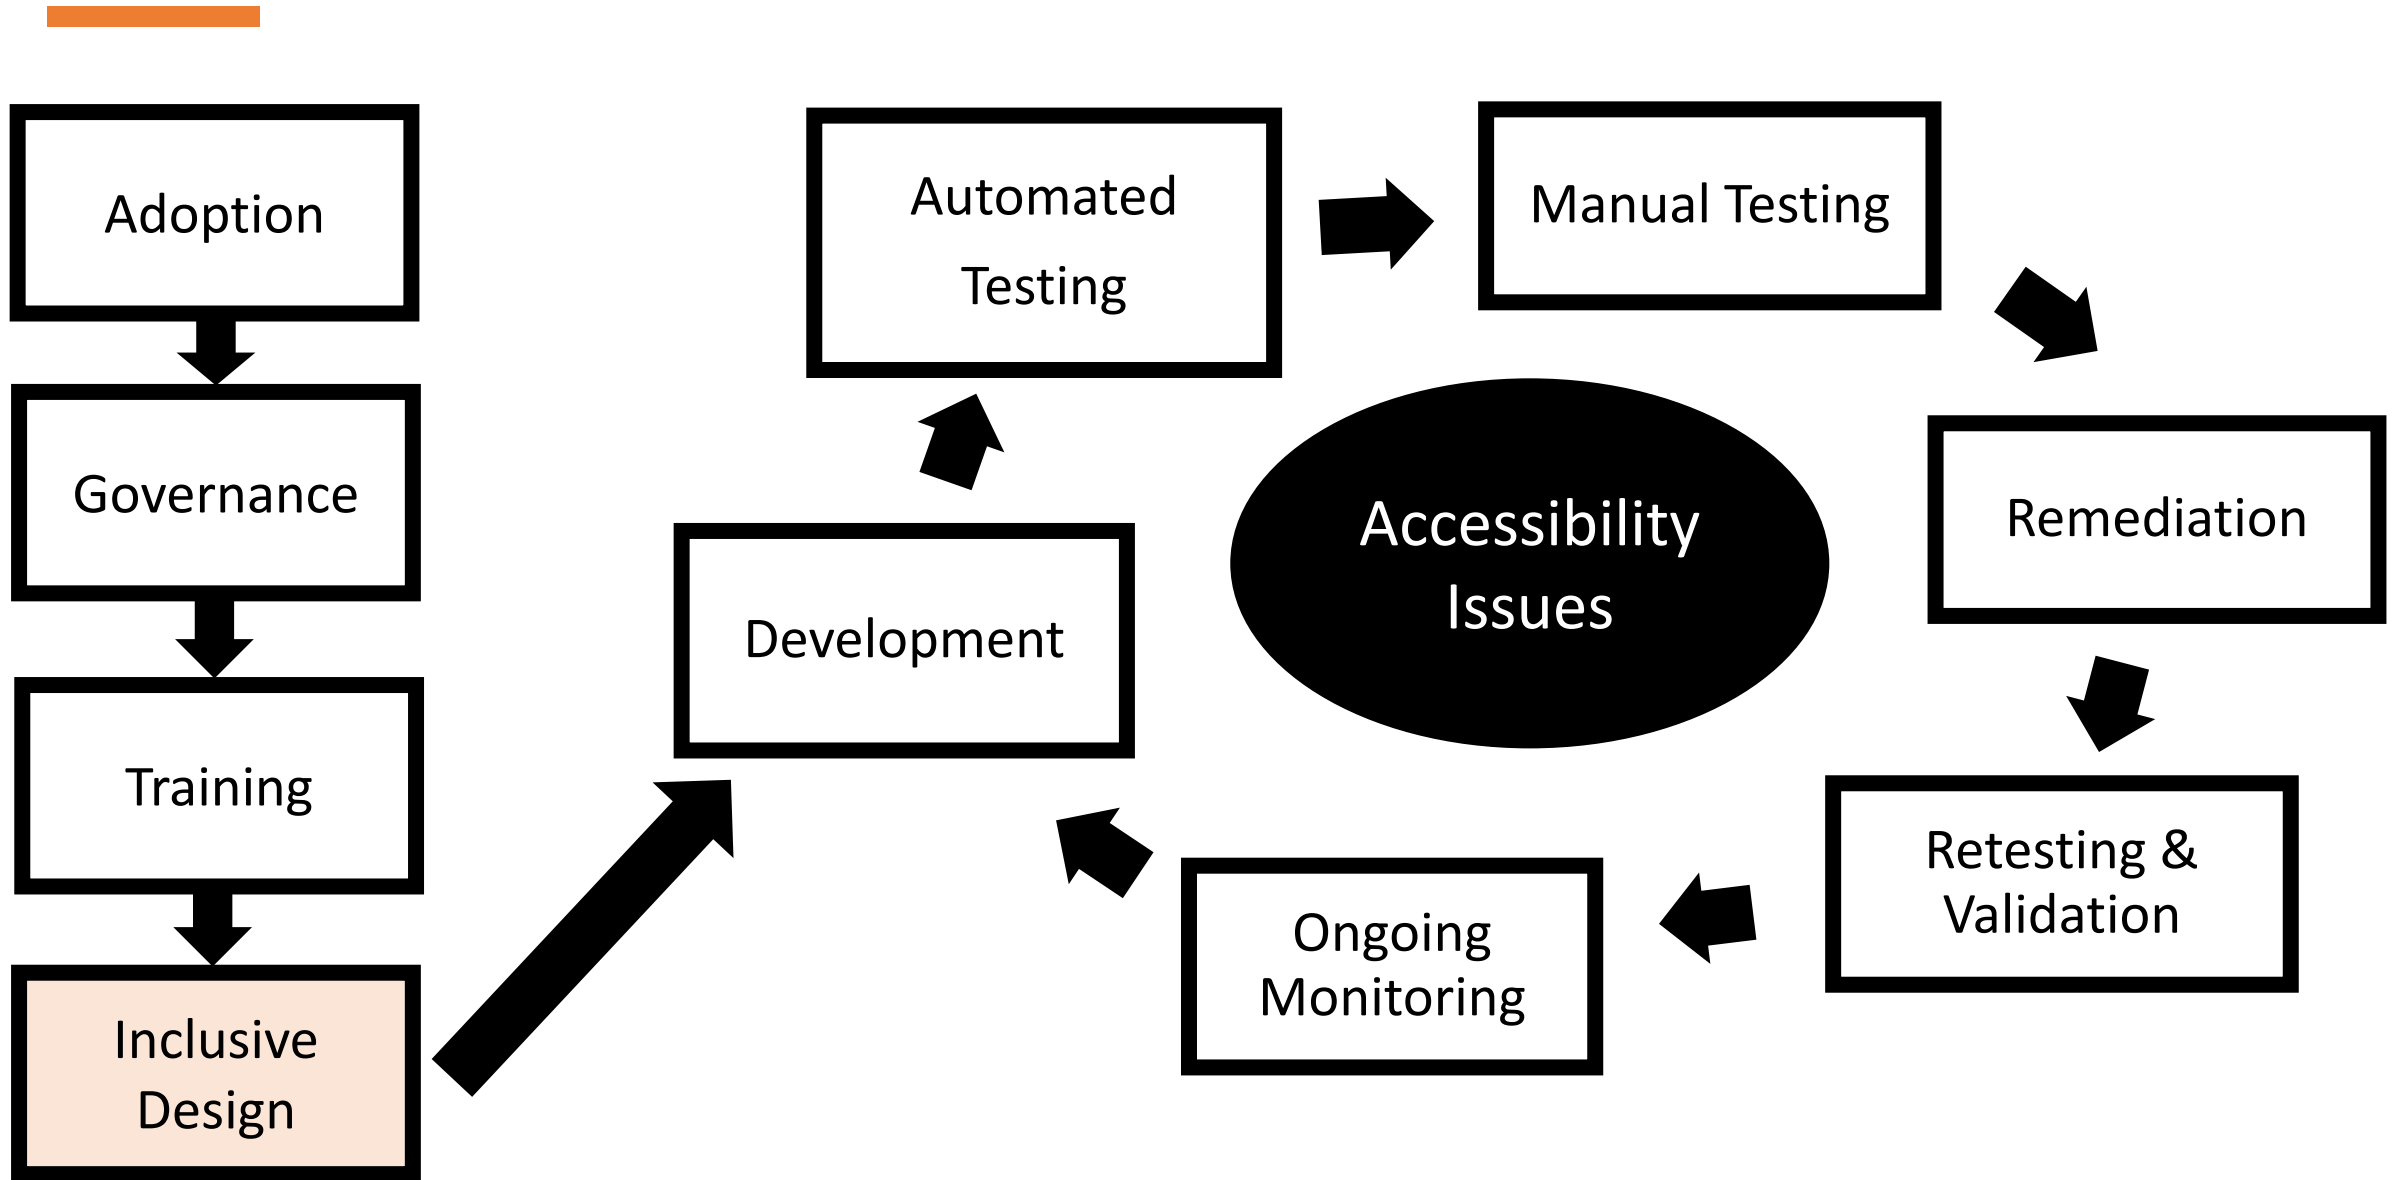 Adoption
Governance
Training
Inclusive
Design
Development
Automated
Testing
Manual Testing
Remediation
Retesting &
Validation
Ongoing
Monitoring
Accessibility
Issues